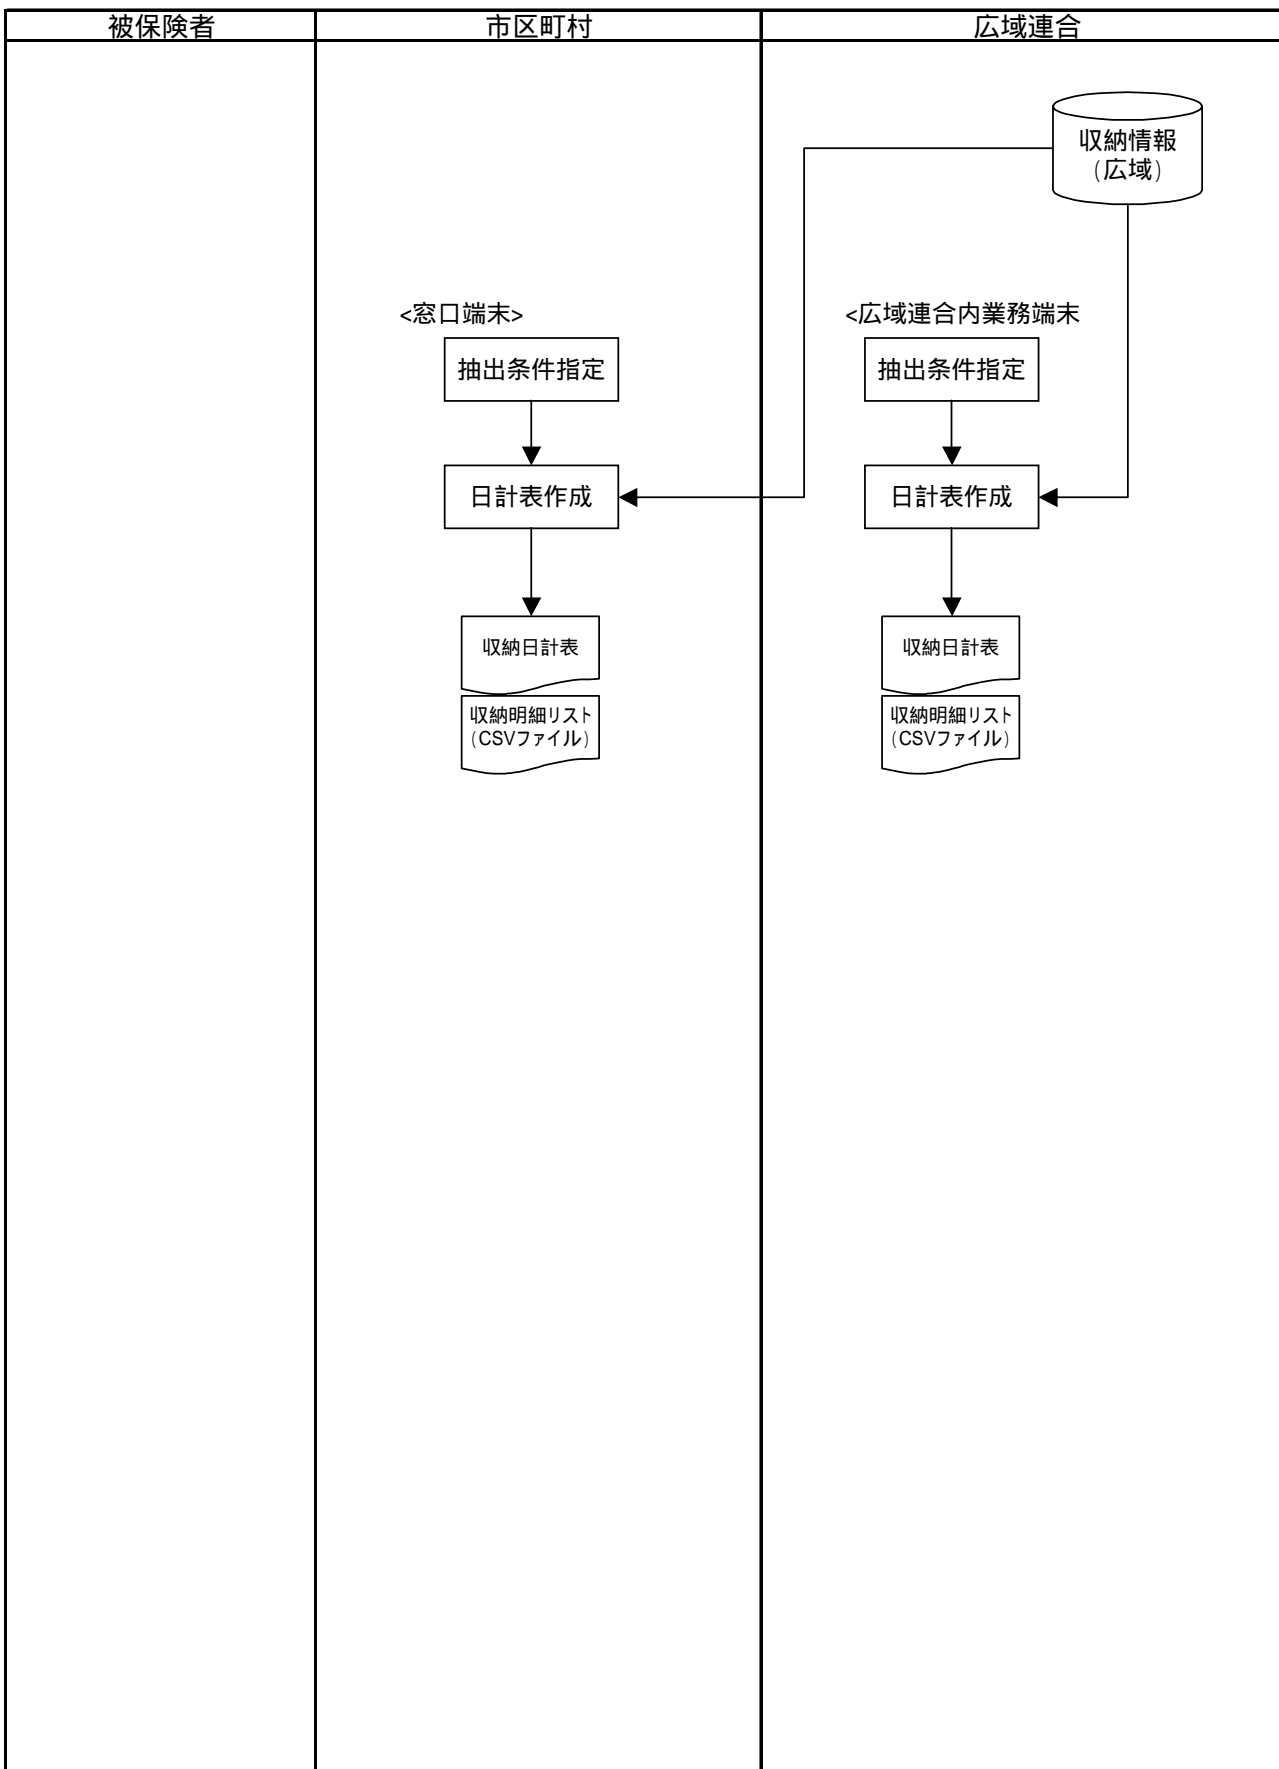 被保険者
市区町村
広域連合
収納情報
(広域)
<窓口端末>
<広域連合内業務端末
抽出条件指定
抽出条件指定
日計表作成
日計表作成
収納日計表
収納日計表
収納明細リスト
(CSVファイル)
収納明細リスト
(CSVファイル)